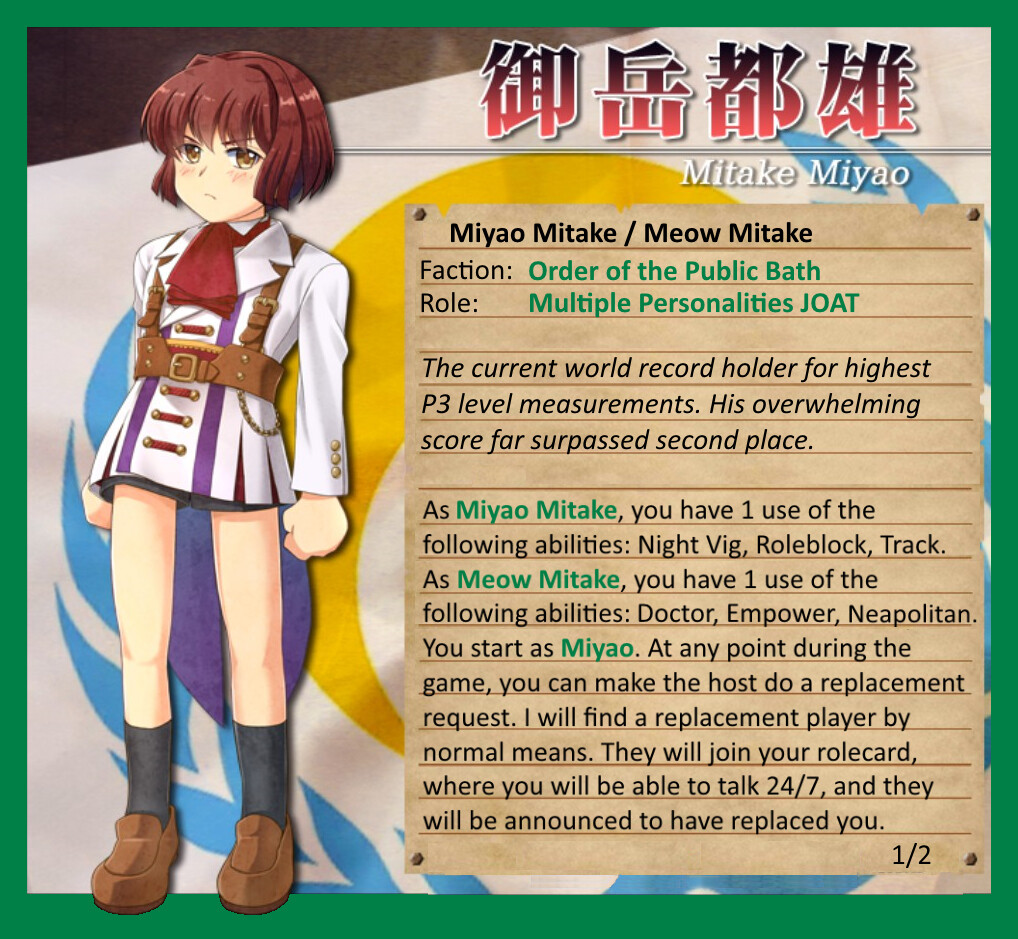 御岳都雄
Mitake Miyao
Miyao Mitake / Meow Mitake
Faction: Order of the Public Bath
Role: Multiple Personalities JOAT
The current world record holder for highest
P3 level measurements. His overwhelming
score far surpassed second place.
As Miyao Mitake, you have 1 use of the
following abilities: Night Vig, Roleblock, Track.
As Meow Mitake, you have 1 use of the
following abilities: Doctor, Empower, Neapolitan.
You start as Miyao. At any point during the
game, you can make the host do a replacement
request. I will find a replacement player by
normal means. They will join your rolecard,
where you will be able to talk 24/7, and they
will be announced to have replaced you.
1/2